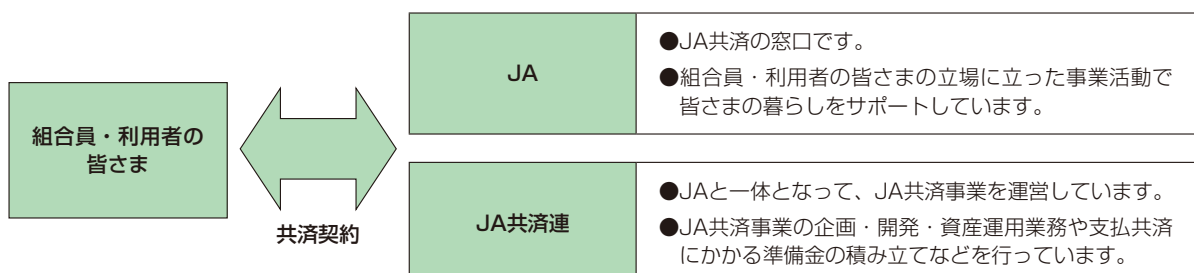 組合員・利用者の
皆さま
共済契約
JA
●JA共済の窓口です。
●組合員・利用者の皆さまの立場に立った事業活動で
皆さまの暮らしをサポートしています。
JA共済連
●JAと一体となって、JA共済事業を運営しています。
●JA共済事業の企画・開発・資産運用業務や支払共済
にかかる準備金の積み立てなどを行っています。